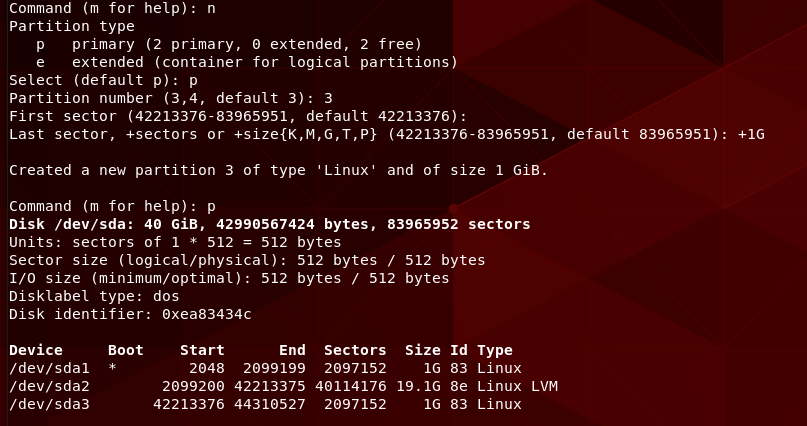 Command (m for help): n
Partition type
   p   primary (2 primary, 0 extended, 2 free)
   e   extended (container for logical partitions)
Select (default p): p
Partition number (3,4, default 3): 3
First sector (42213376-83965951, default 42213376):
Last sector, +sectors or +size{K,M,G,T,P} (42213376-83965951, default 83965951): +1G

Created a new partition 3 of type 'Linux' and of size 1 GiB.

Command (m for help): p
Disk /dev/sda: 40 GiB, 42990567424 bytes, 83965952 sectors
Units: sectors of 1 * 512 = 512 bytes
Sector size (logical/physical): 512 bytes / 512 bytes
I/O size (minimum/optimal): 512 bytes / 512 bytes
Disklabel type: dos
Disk identifier: 0xea83434c

Device     Boot    Start      End  Sectors  Size Id Type
/dev/sda1  *        2048  2099199  2097152    1G 83 Linux
/dev/sda2        2099200 42213375 40114176 19.1G 8e Linux LVM
/dev/sda3       42213376 44310527  2097152    1G 83 Linux